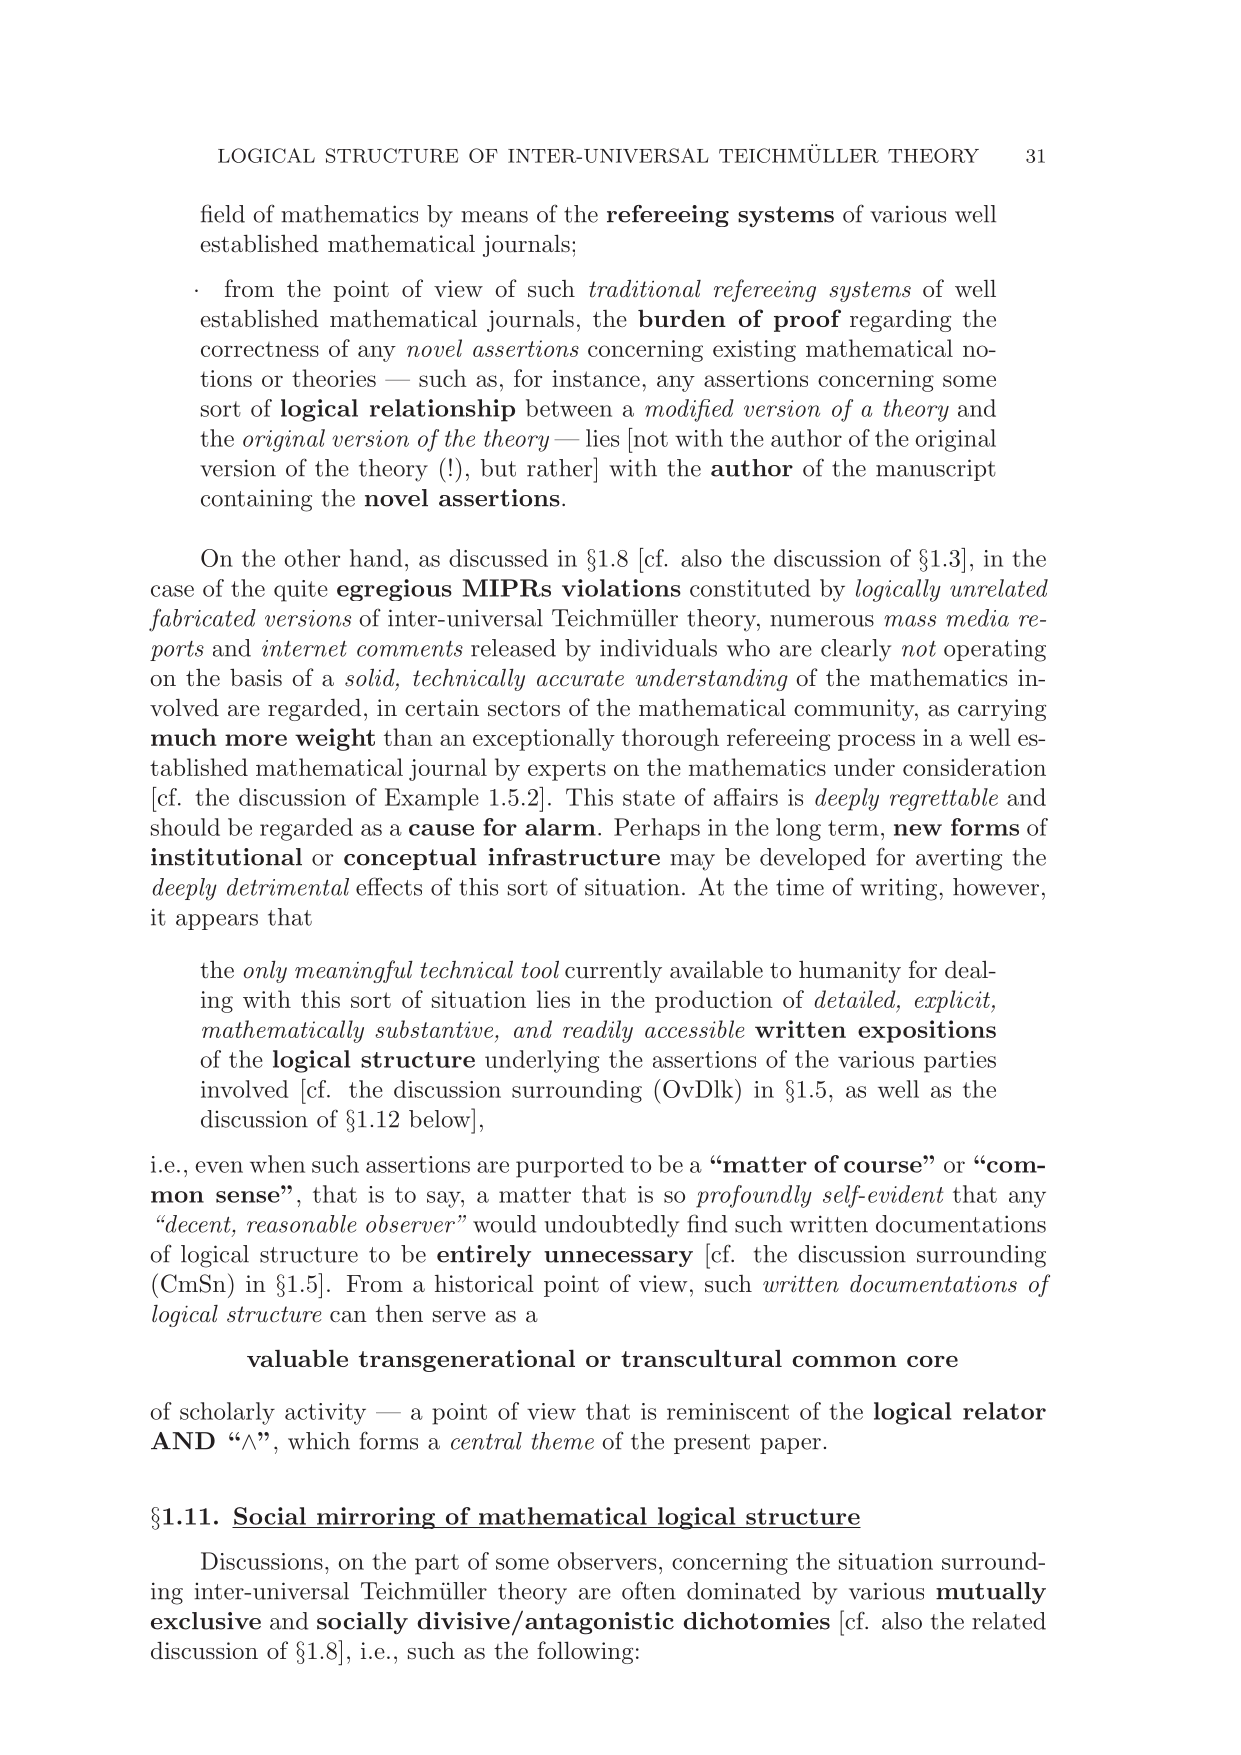 LOGICAL STRUCTURE OF INTER-UNIVERSAL TEICHMÜLLER THEORY 31
field of mathematics by means of the refereeing systems of various well
established mathematical journals;
· from the point of view of such traditional refereeing systems of well
established mathematical journals, the burden of proof regarding the
correctness of any novel assertions concerning existing mathematical no-
tions or theories — such as, for instance, any assertions concerning some
sort of logical relationship between a modified version of a theory and
the original version of the theory — lies [not with the author of the original
version of the theory (!), but rather] with the author of the manuscript
containing the novel assertions.
On the other hand, as discussed in §1.8 [cf. also the discussion of §1.3], in the
case of the quite egregious MIPRs violations constituted by logically unrelated
fabricated versions of inter-universal Teichmüller theory, numerous mass media re-
ports and internet comments released by individuals who are clearly not operating
on the basis of a solid, technically accurate understanding of the mathematics in-
volved are regarded, in certain sectors of the mathematical community, as carrying
much more weight than an exceptionally thorough refereeing process in a well es-
tablished mathematical journal by experts on the mathematics under consideration
[cf. the discussion of Example 1.5.2]. This state of affairs is deeply regrettable and
should be regarded as a cause for alarm. Perhaps in the long term, new forms of
institutional or conceptual infrastructure may be developed for averting the
deeply detrimental effects of this sort of situation. At the time of writing, however,
it appears that
the only meaningful technical tool currently available to humanity for deal-
ing with this sort of situation lies in the production of detailed, explicit,
mathematically substantive, and readily accessible written expositions
of the logical structure underlying the assertions of the various parties
involved [cf. the discussion surrounding (OvDlk) in §1.5, as well as the
discussion of §1.12 below],
i.e., even when such assertions are purported to be a “matter of course” or “com-
mon sense”, that is to say, a matter that is so profoundly self-evident that any
“decent, reasonable observer” would undoubtedly find such written documentations
of logical structure to be entirely unnecessary [cf. the discussion surrounding
(CmSn) in §1.5]. From a historical point of view, such written documentations of
logical structure can then serve as a
valuable transgenerational or transcultural common core
of scholarly activity — a point of view that is reminiscent of the logical relator
AND “∧”, which forms a central theme of the present paper.
§1.11. Social mirroring of mathematical logical structure
Discussions, on the part of some observers, concerning the situation surround-
ing inter-universal Teichmüller theory are often dominated by various mutually
exclusive and socially divisive/antagonistic dichotomies [cf. also the related
discussion of §1.8], i.e., such as the following: